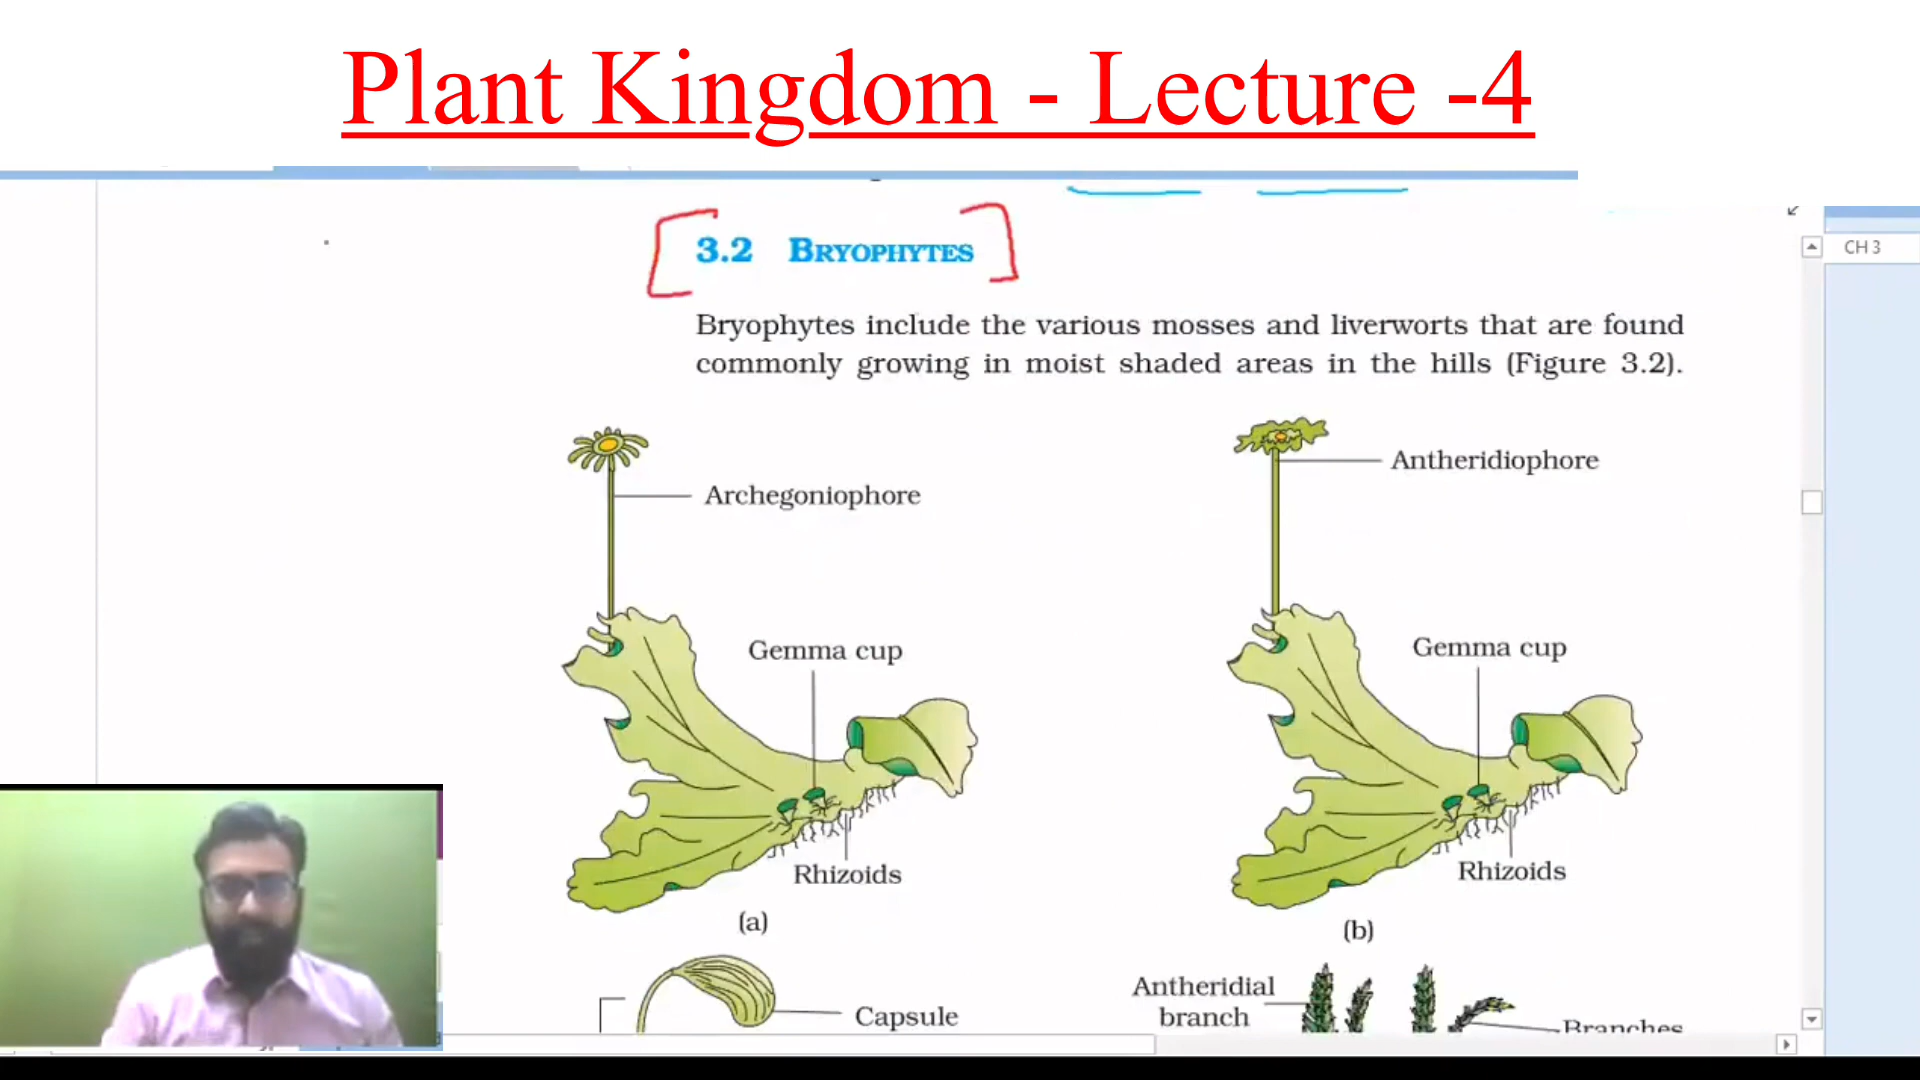 Plant Kingdom - Lecture -4
CH 3
3.2 BRYOPHYTES
Bryophytes include the various mosses and liverworts that are found
commonly growing in moist shaded areas in the hills (Figure 3.2).
Archegoniophore
Antheridiophore
Gemma cup
Gemma cup
Rhizoids
Rhizoids
(a)
(b)
Capsule
Antheridial
branch
Branches